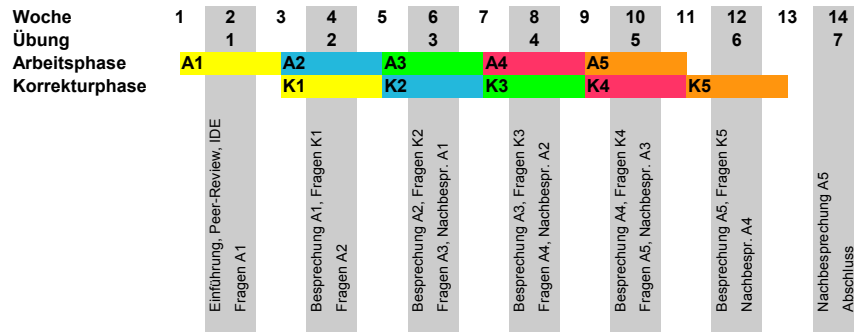 Woche 1 2 3 4 5 6 7 8 9 10 11 12 13 14
Übung 1 2 3 4 5 6 7
Arbeitsphase A1 A2 A3 A4 A5
Korrekturphase K1 K2 K3 K4 K5
Einführung, Peer-Review, IDE
Fragen A1
Besprechung A1, Fragen K1
Fragen A2
Besprechung A2, Fragen K2
Fragen A3, Nachbespr. A1
Besprechung A3, Fragen K3
Fragen A4, Nachbespr. A2
Besprechung A4, Fragen K4
Fragen A5, Nachbespr. A3
Besprechung A5, Fragen K5
Nachbespr. A4
Nachbesprechung A5
Abschluss